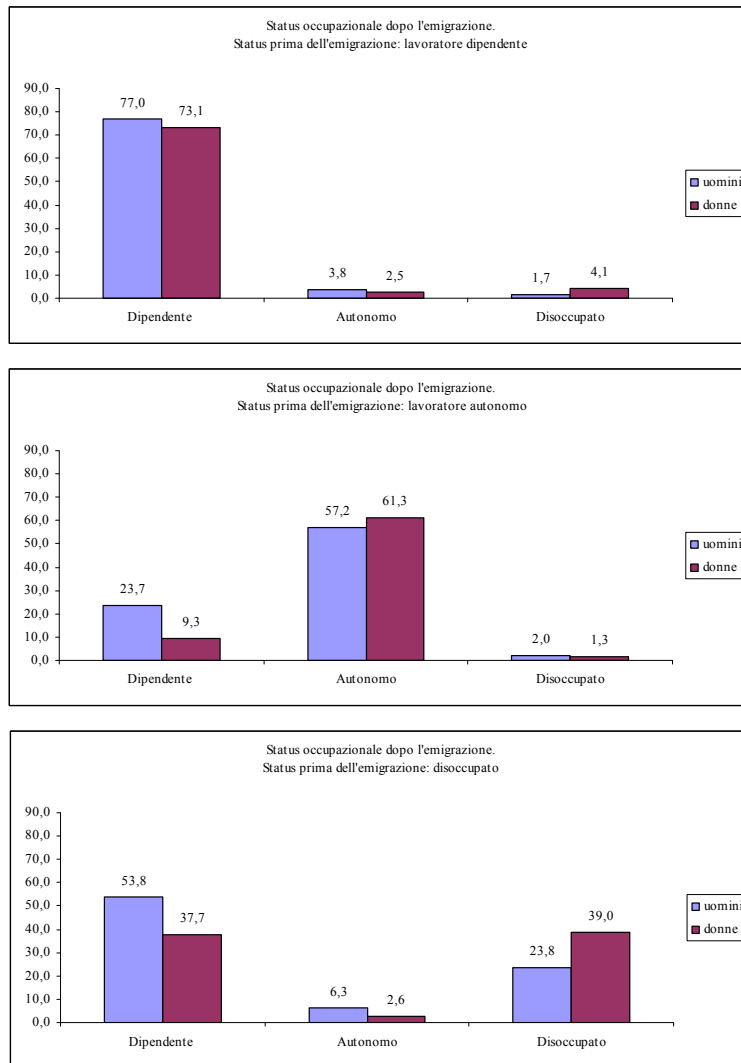 Status occupazionale dopo l'emigrazione.
Status prima dell'emigrazione: lavoratore dipendente
90,0
80,0
70,0
60,0
50,0
40,0
30,0
20,0
10,0
0,0
77,0
73,1
3,8
2,5
1,7
4,1
Dipendente
Autonomo
Disoccupato
uomini
donne
Status occupazionale dopo l'emigrazione.
Status prima dell'emigrazione: lavoratore autonomo
90,0
80,0
70,0
60,0
50,0
40,0
30,0
20,0
10,0
0,0
23,7
9,3
57,2
61,3
2,0
1,3
Dipendente
Autonomo
Disoccupato
uomini
donne
Status occupazionale dopo l'emigrazione.
Status prima dell'emigrazione: disoccupato
90,0
80,0
70,0
60,0
50,0
40,0
30,0
20,0
10,0
0,0
53,8
37,7
6,3
2,6
23,8
39,0
Dipendente
Autonomo
Disoccupato
uomini
donne